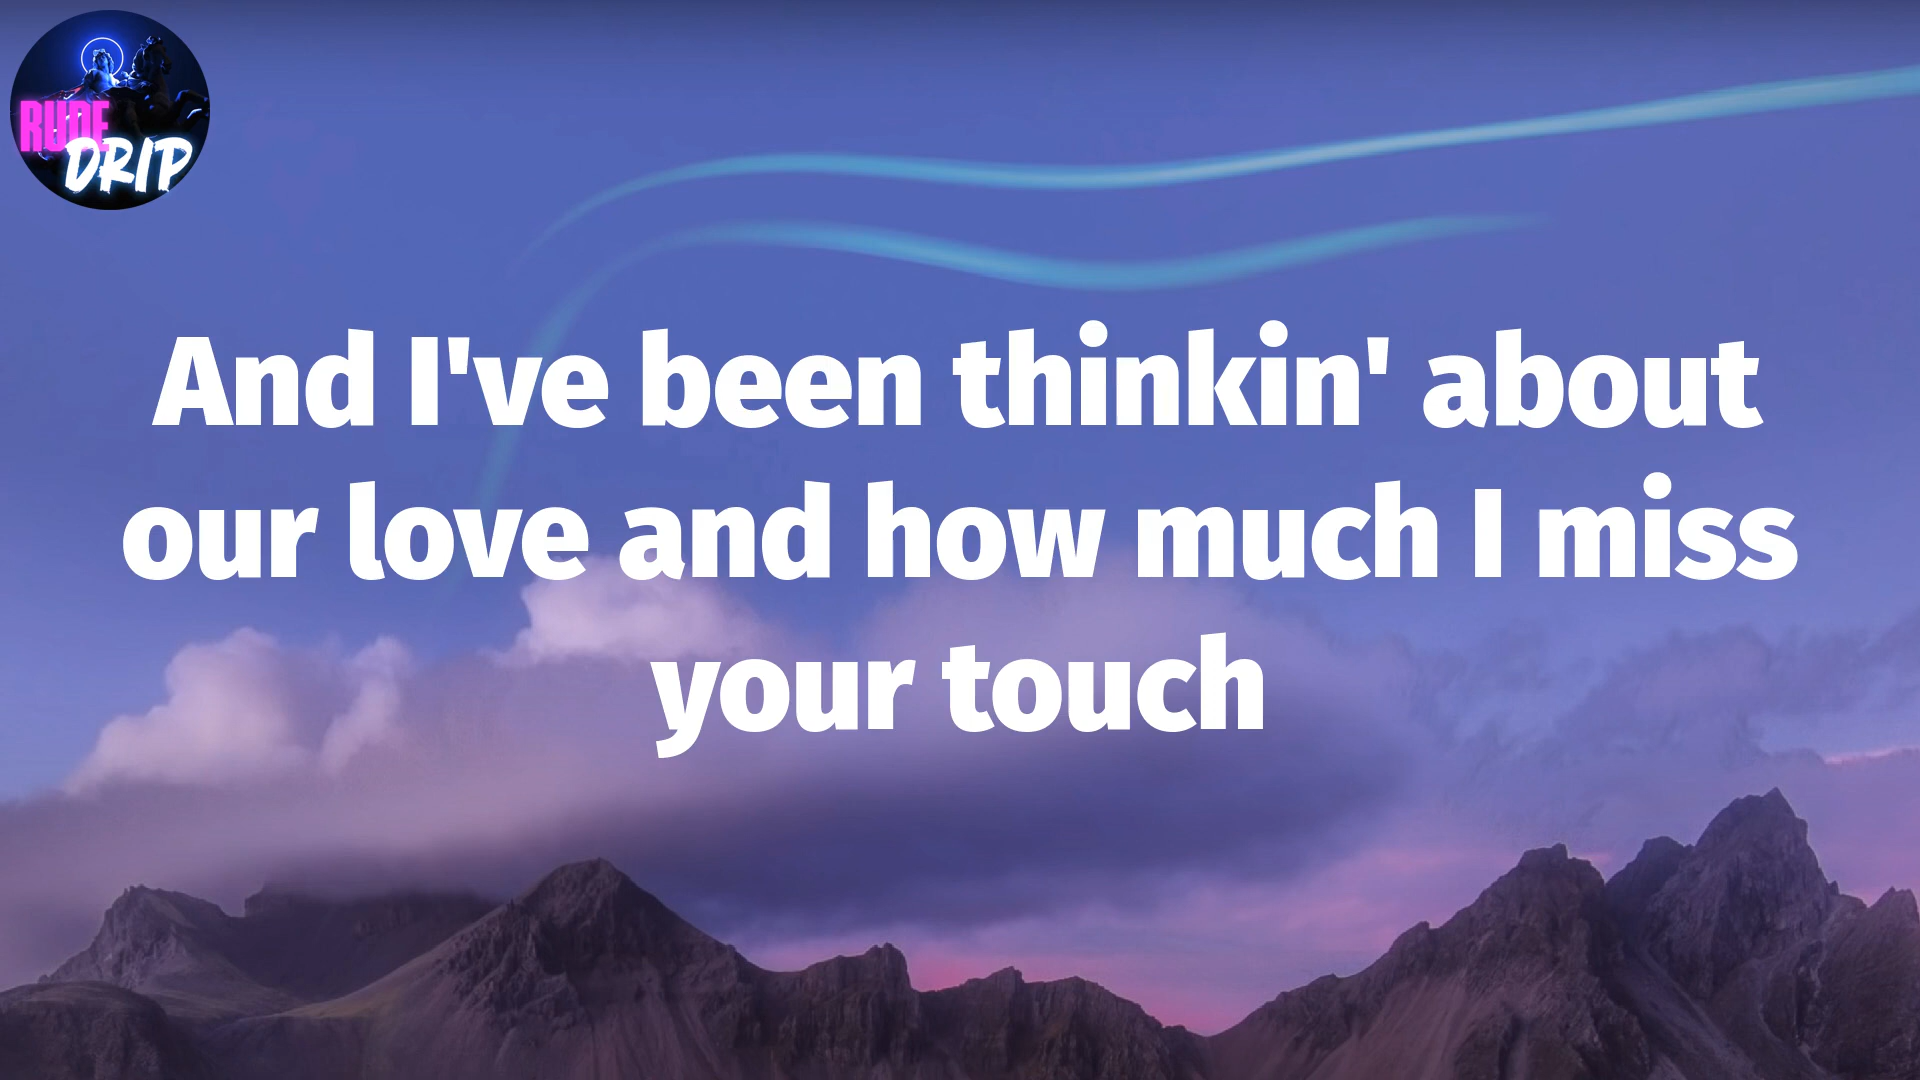 RUDE
DRIP
And I've been thinkin' about
our love and how much I miss
your touch